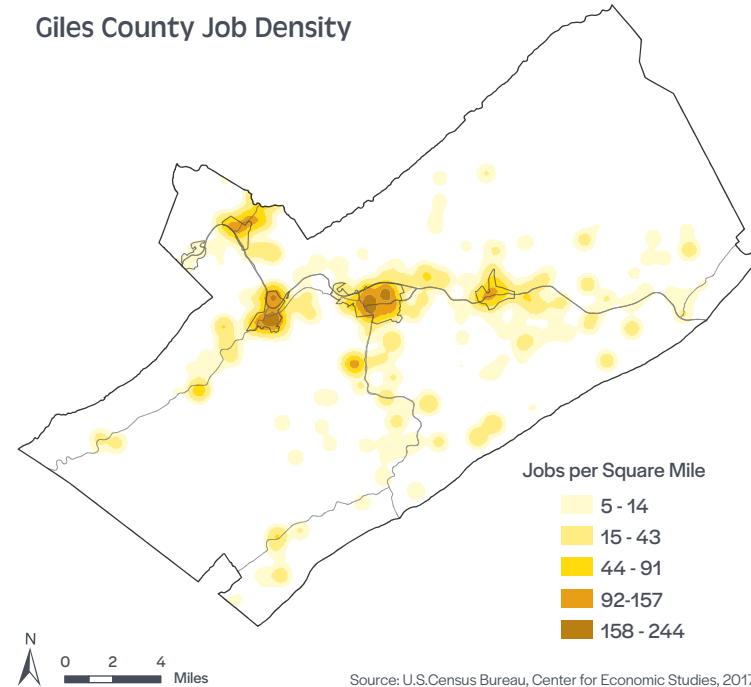 Giles County Job Density
Jobs per Square Mile
5 - 14
15 - 43
44 - 91
92-157
158 - 244
N
0 2 4
Miles
Source: U.S.Census Bureau, Center for Economic Studies, 2017